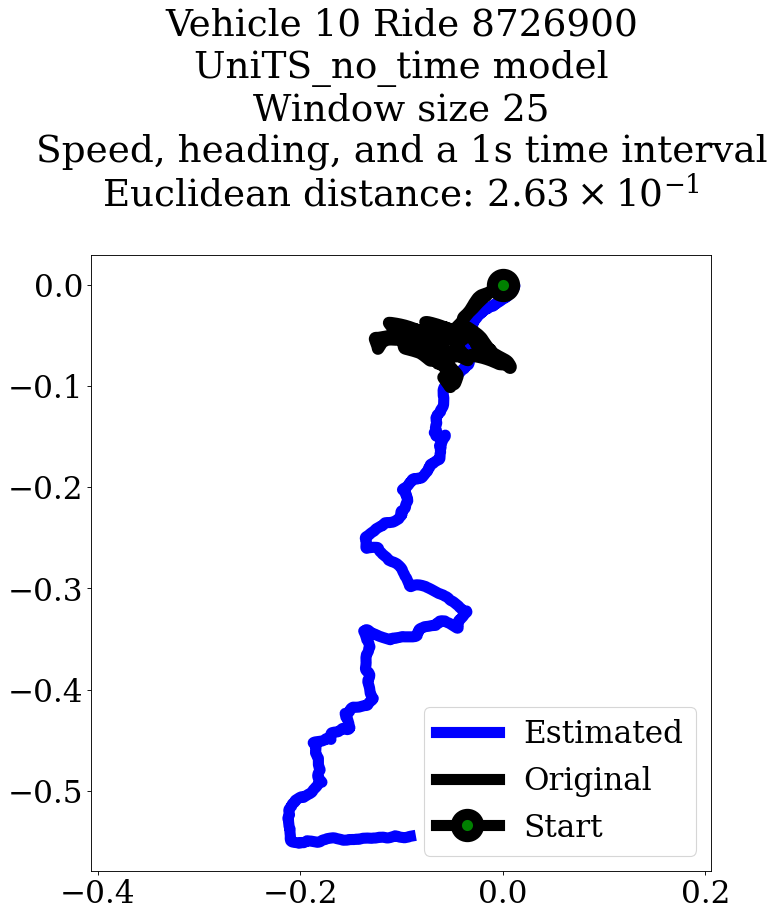 Vehicle 10 Ride 8726900
UniTS_no_time model
Window size 25
Speed, heading, and a 1s time interval
Euclidean distance: 2.63 × 10⁻¹
0.0
−0.1
−0.2
−0.3
−0.4
−0.5
Estimated
Original
Start
−0.4
−0.2
0.0
0.2